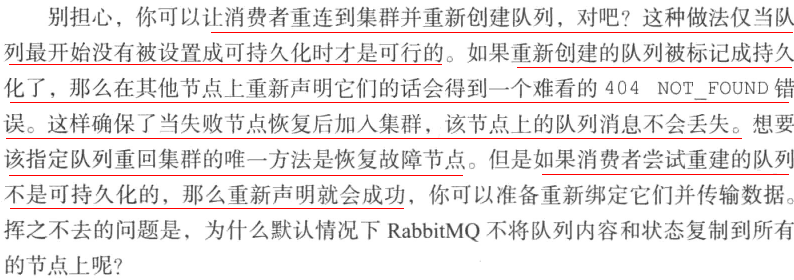 别担心，你可以让消费者重连到集群并重新创建队列，对吧？这种做法仅当队
列最开始没有被设置成可持久化时才是可行的。如果重新创建的队列被标记成持久
化了，那么在其他节点上重新声明它们的话会得到一个难看的 404 NOT_FOUND 错
误。这样确保了当失败节点恢复后加入集群，该节点上的队列消息不会丢失。想要
该指定队列重回集群的唯一方法是恢复故障节点。但是如果消费者尝试重建的队列
不是可持久化的，那么重新声明就会成功，你可以准备重新绑定它们并传输数据。
挥之不去的问题是，为什么默认情况下 RabbitMQ 不将队列内容和状态复制到所有
的节点上呢？